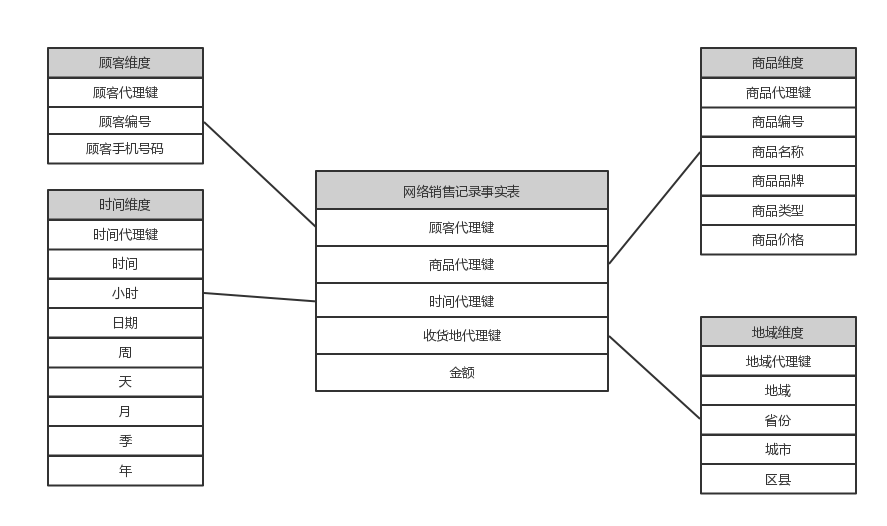 顾客维度
顾客代理键
顾客编号
顾客手机号码
时间维度
时间代理键
时间
小时
日期
周
天
月
季
年
网络销售记录事实表
顾客代理键
商品代理键
时间代理键
收货地代理键
金额
商品维度
商品代理键
商品编号
商品名称
商品品牌
商品类型
商品价格
地域维度
地域代理键
地域
省份
城市
区县